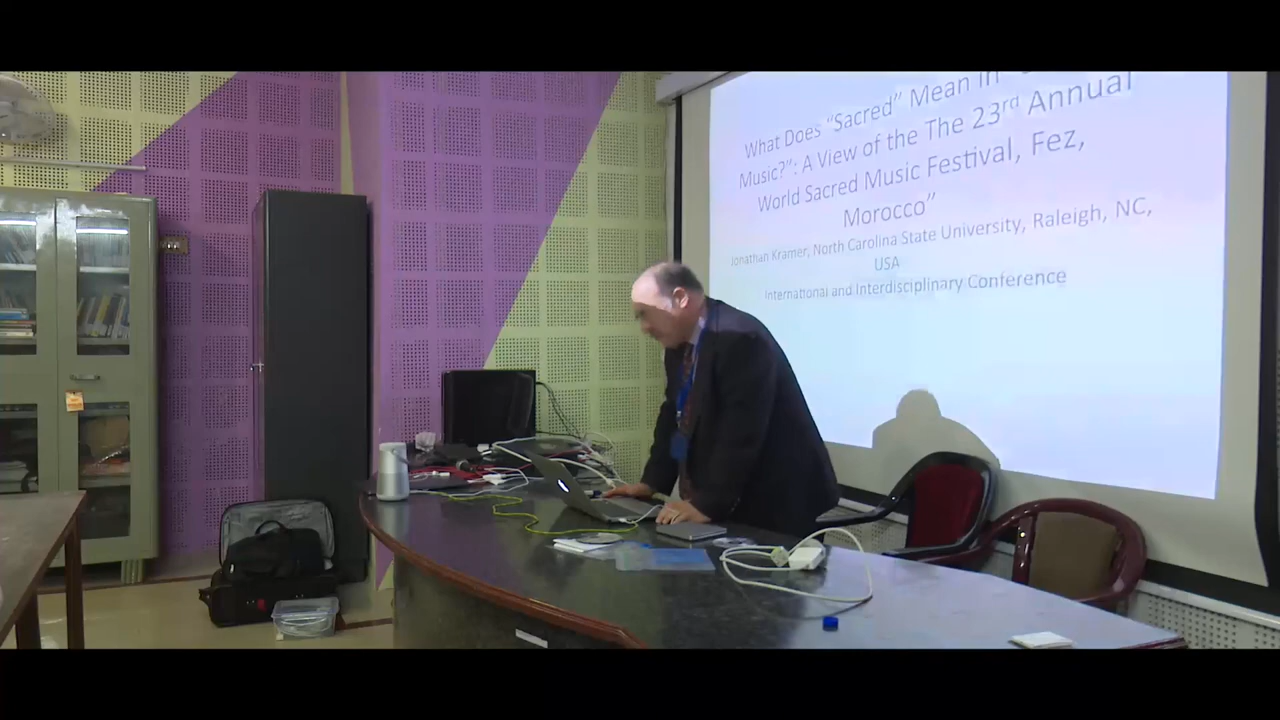 What Does “Sacred” Mean in
Music?”: A View of the The 23rd Annual
World Sacred Music Festival, Fez,
Morocco”
Jonathan Kramer, North Carolina State University, Raleigh, NC,
USA
International and Interdisciplinary Conference